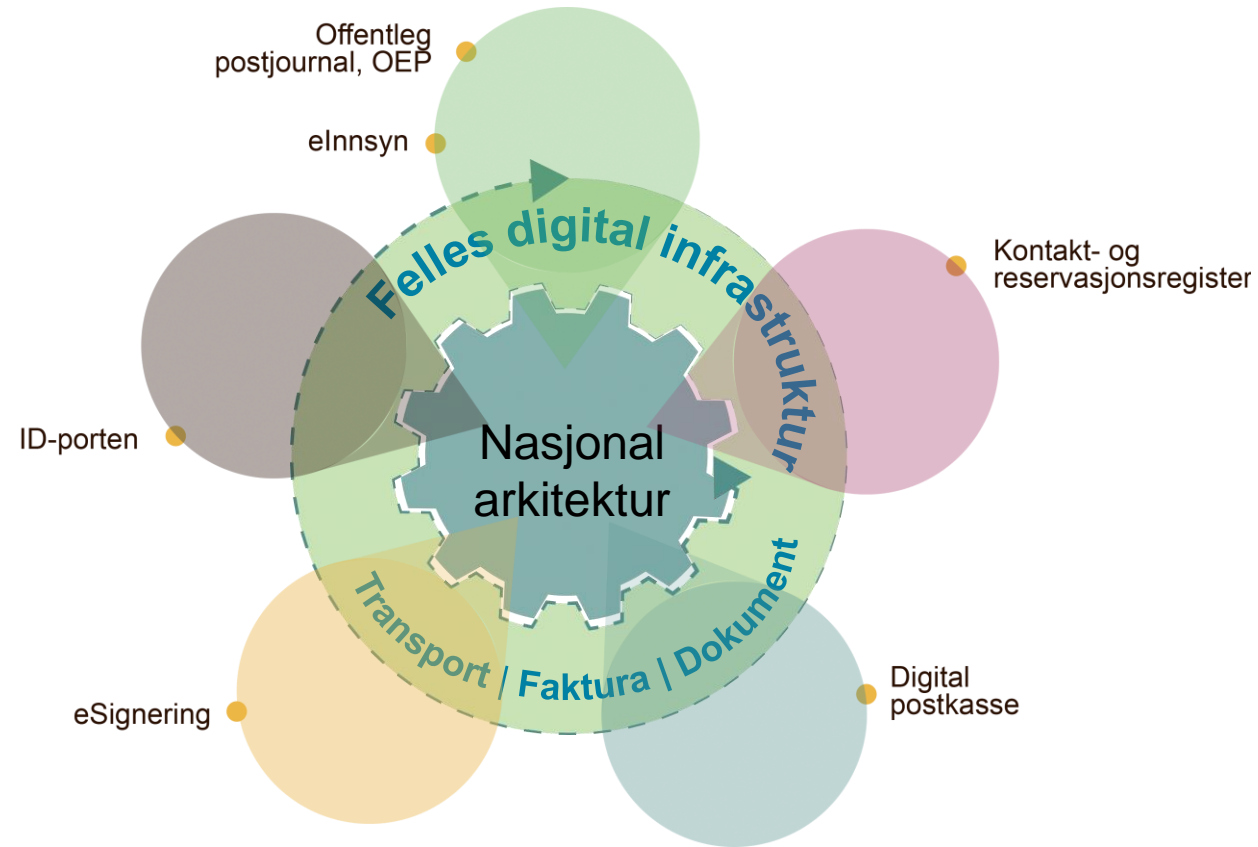 Offentleg
postjournal, OEP
eInnsyn
Felles digital infrastruktur
Kontakt- og
reservasjonsregister
ID-porten
Nasjonal
arkitektur
Transport | Faktura | Dokument
eSignering
Digital
postkasse